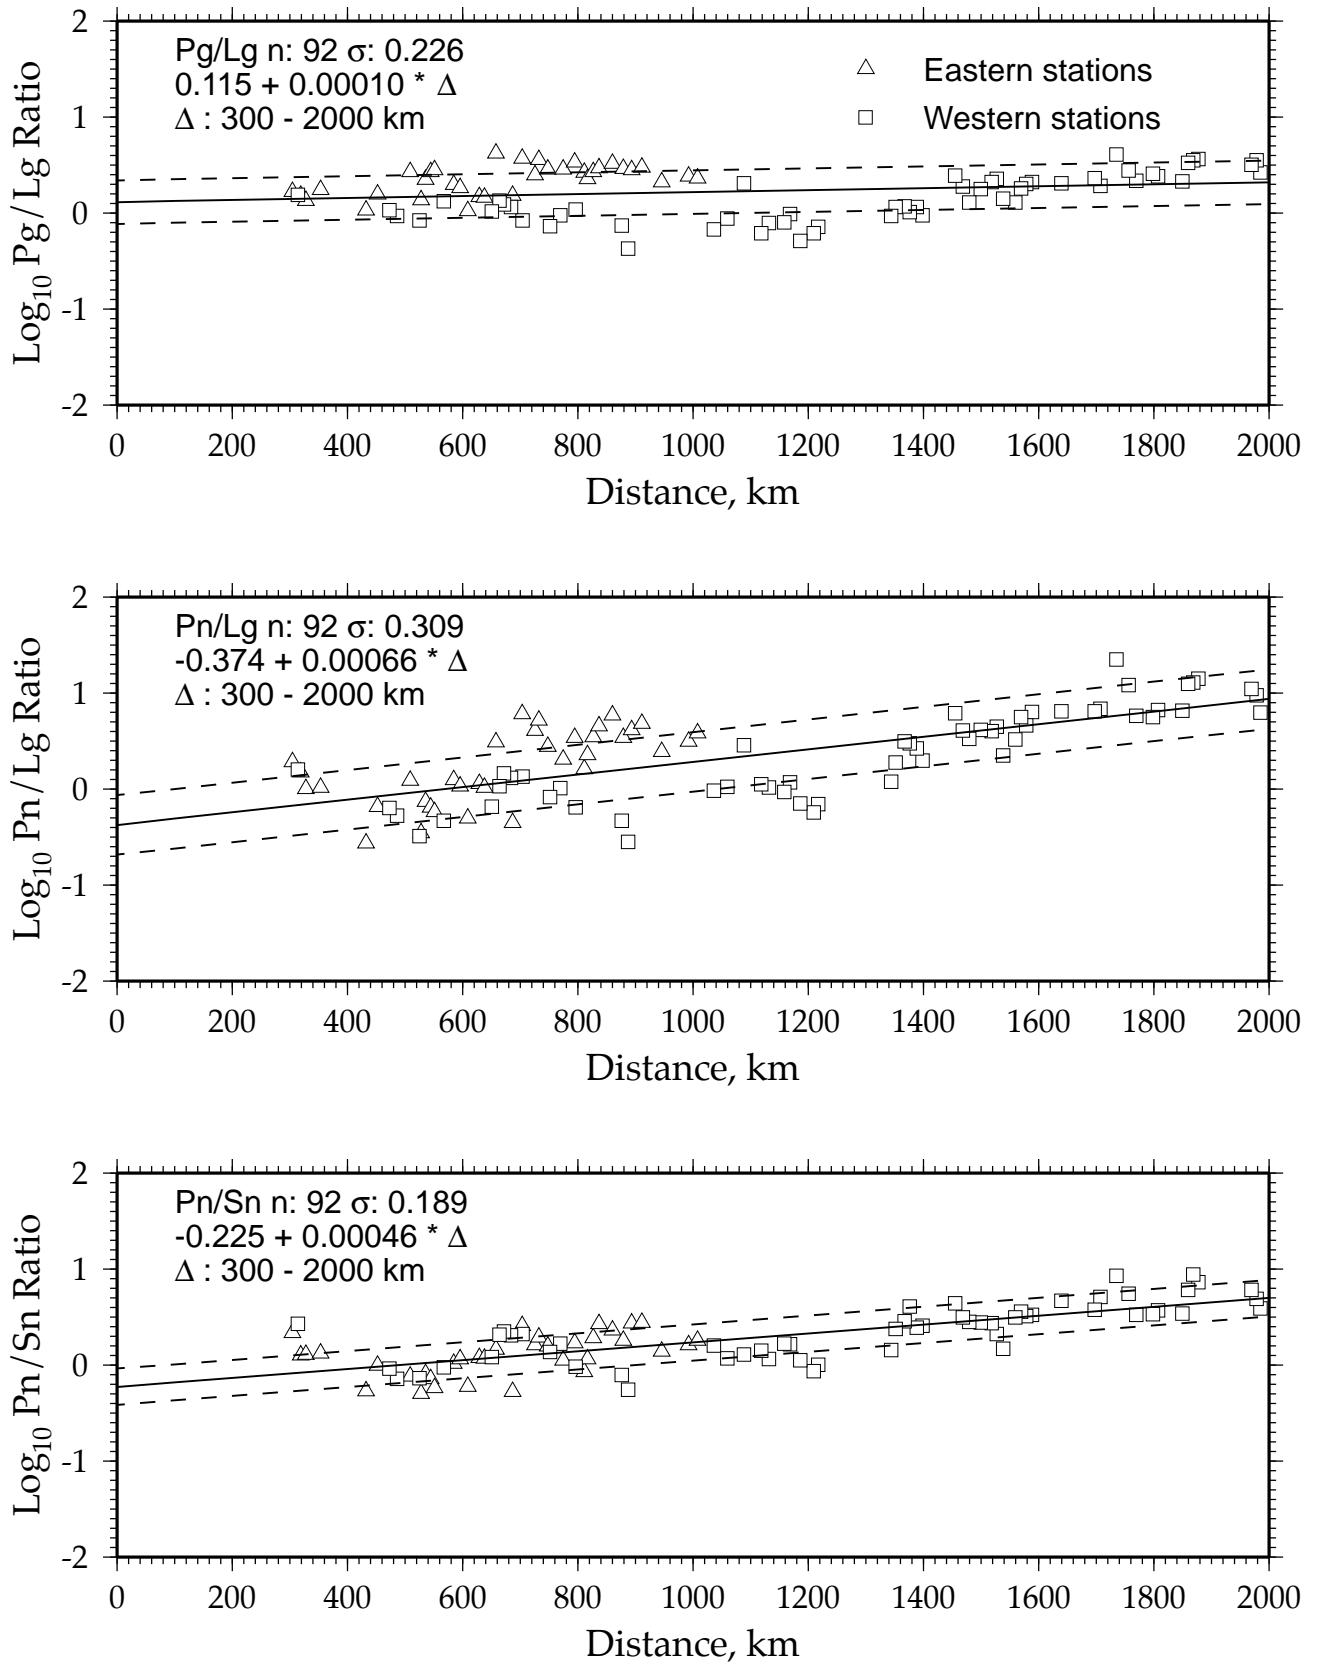 Pg/Lg n: 92 σ: 0.226
0.115 + 0.00010 * Δ
Δ : 300 - 2000 km
Eastern stations
Western stations
Log10 Pg/Lg Ratio
2
1
0
-1
-2
0 200 400 600 800 1000 1200 1400 1600 1800 2000
Distance, km
Pn/Lg n: 92 σ: 0.309
-0.374 + 0.00066 * Δ
Δ : 300 - 2000 km
Log10 Pn/Lg Ratio
2
1
0
-1
-2
0 200 400 600 800 1000 1200 1400 1600 1800 2000
Distance, km
Pn/Sn n: 92 σ: 0.189
-0.225 + 0.00046 * Δ
Δ : 300 - 2000 km
Log10 Pn/Sn Ratio
2
1
0
-1
-2
0 200 400 600 800 1000 1200 1400 1600 1800 2000
Distance, km